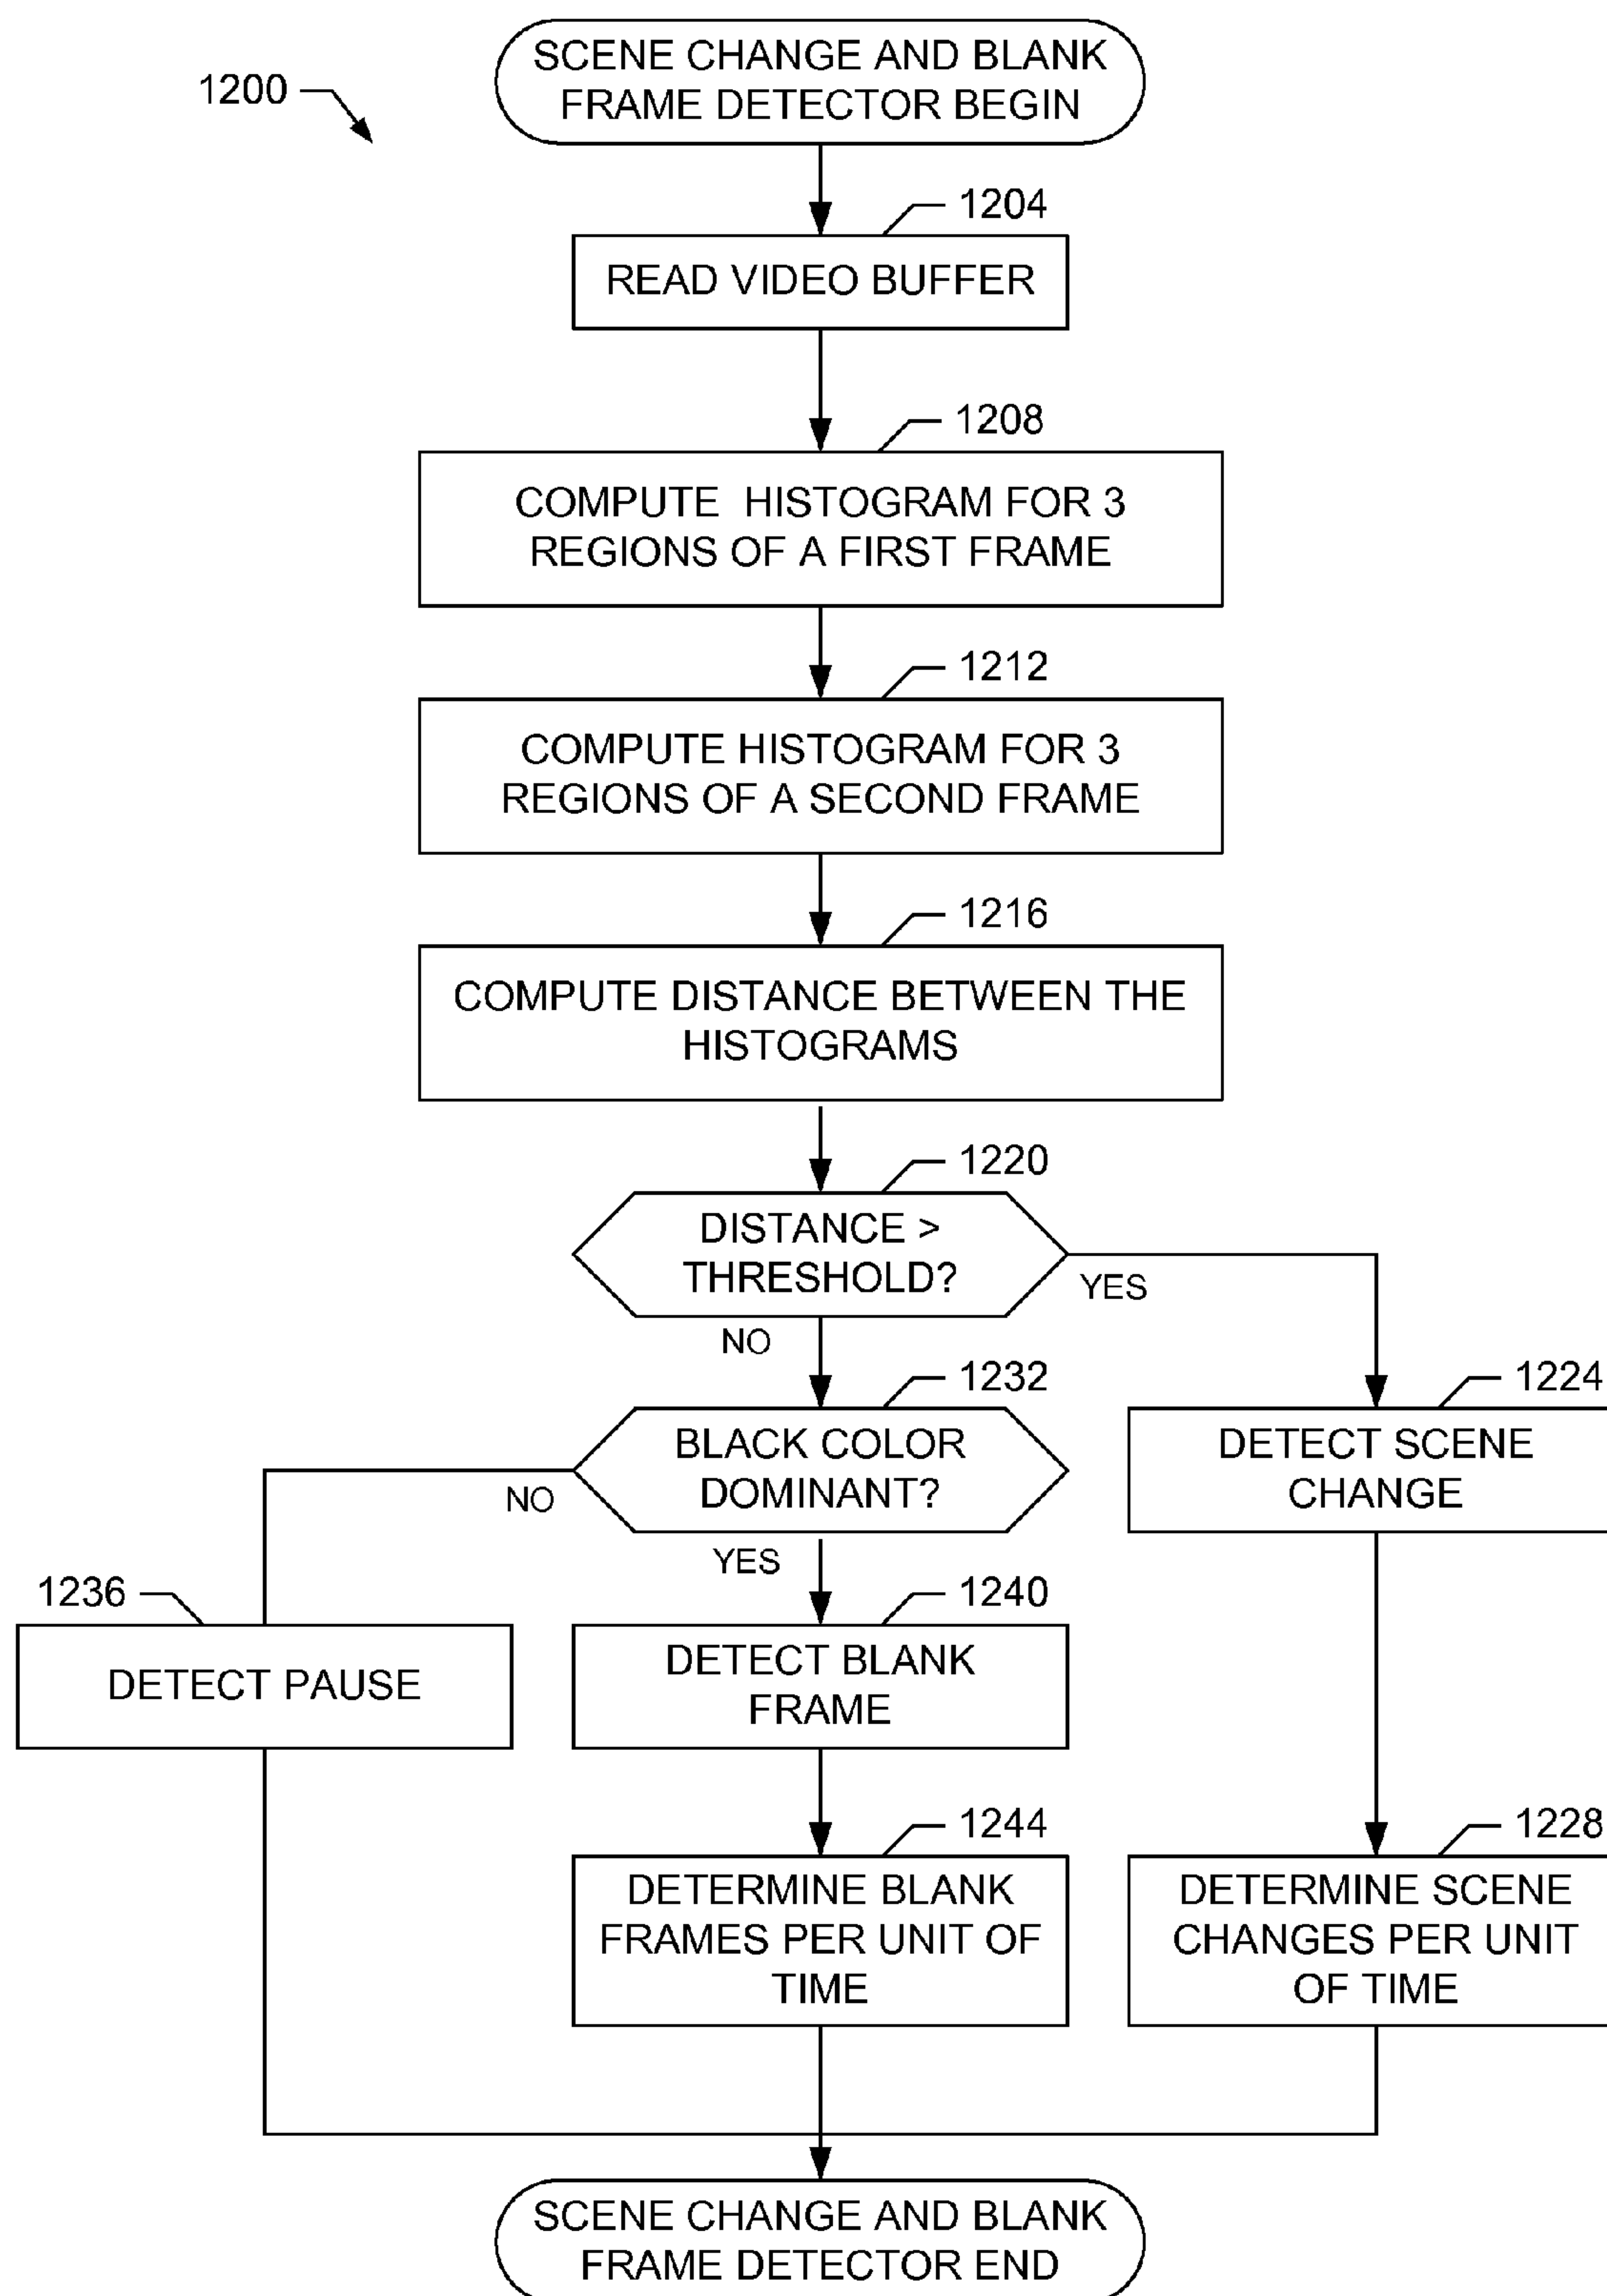 SCENE CHANGE AND BLANK
FRAME DETECTOR BEGIN
1200
1204
READ VIDEO BUFFER
1208
COMPUTE HISTOGRAM FOR 3
REGIONS OF A FIRST FRAME
1212
COMPUTE HISTOGRAM FOR 3
REGIONS OF A SECOND FRAME
1216
COMPUTE DISTANCE BETWEEN THE
HISTOGRAMS
1220
DISTANCE >
THRESHOLD?
YES
NO
1232
1224
BLACK COLOR
DOMINANT?
DETECT SCENE
CHANGE
NO
YES
1236
1240
DETECT PAUSE
DETECT BLANK
FRAME
1244
1228
DETERMINE BLANK
FRAMES PER UNIT OF
TIME
DETERMINE SCENE
CHANGES PER UNIT
OF TIME
SCENE CHANGE AND BLANK
FRAME DETECTOR END